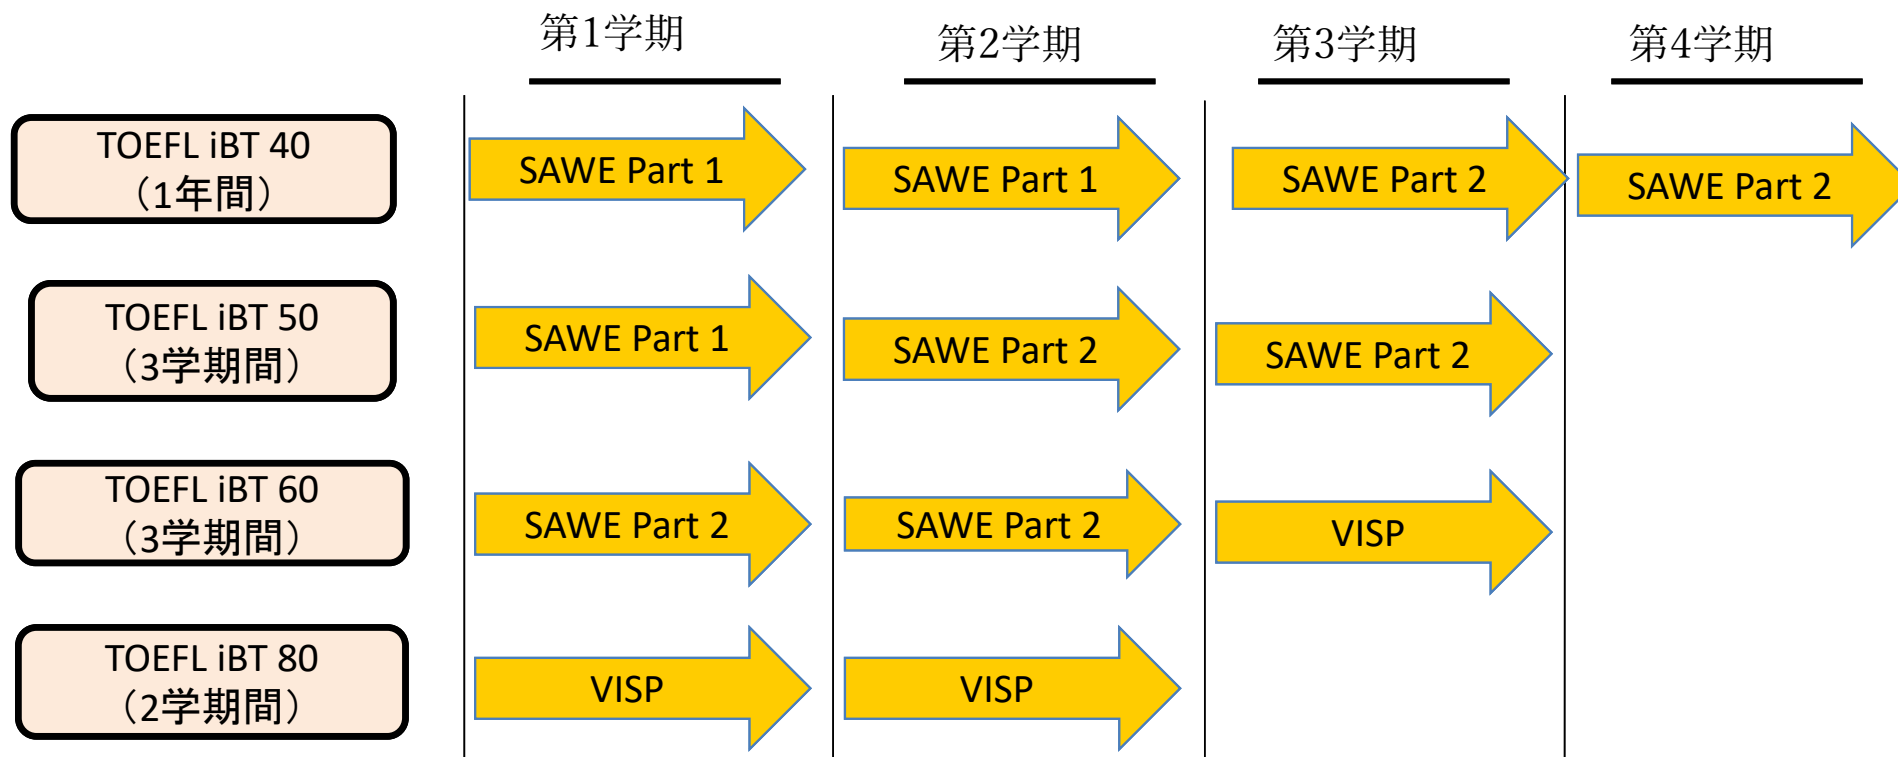 第1学期
第2学期
第3学期
第4学期
TOEFL iBT 40
（1年間）
SAWE Part 1
SAWE Part 1
SAWE Part 2
SAWE Part 2
TOEFL iBT 50
（3学期間）
SAWE Part 1
SAWE Part 2
SAWE Part 2
TOEFL iBT 60
（3学期間）
SAWE Part 2
SAWE Part 2
VISP
TOEFL iBT 80
（2学期間）
VISP
VISP